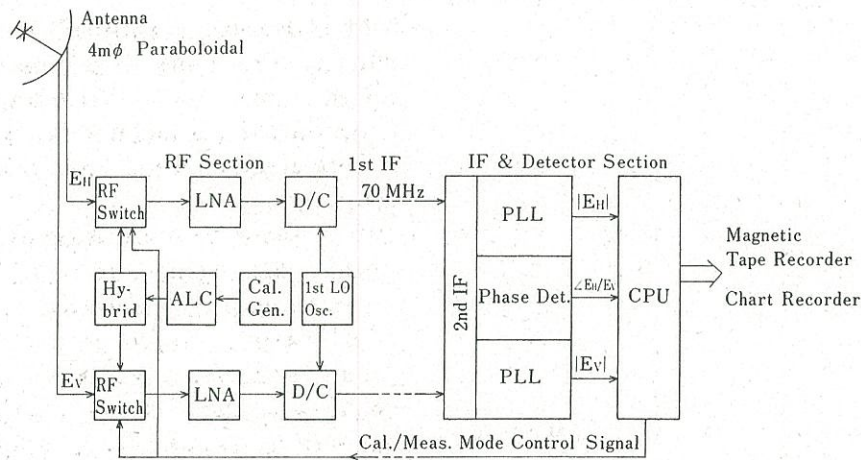 Antenna
4mφ Paraboloidal
RF Section
1st IF
70 MHz
IF & Detector Section
E_H
RF
Switch
LNA
D/C
PLL
|E_H|
Magnetic
Tape Recorder
Chart Recorder
Hy-
brid
ALC
Cal.
Gen.
1st LO
Osc.
2nd IF
Phase Det.
∠E_H/E_V
CPU
E_V
RF
Switch
LNA
D/C
PLL
|E_V|
Cal./Meas. Mode Control Signal